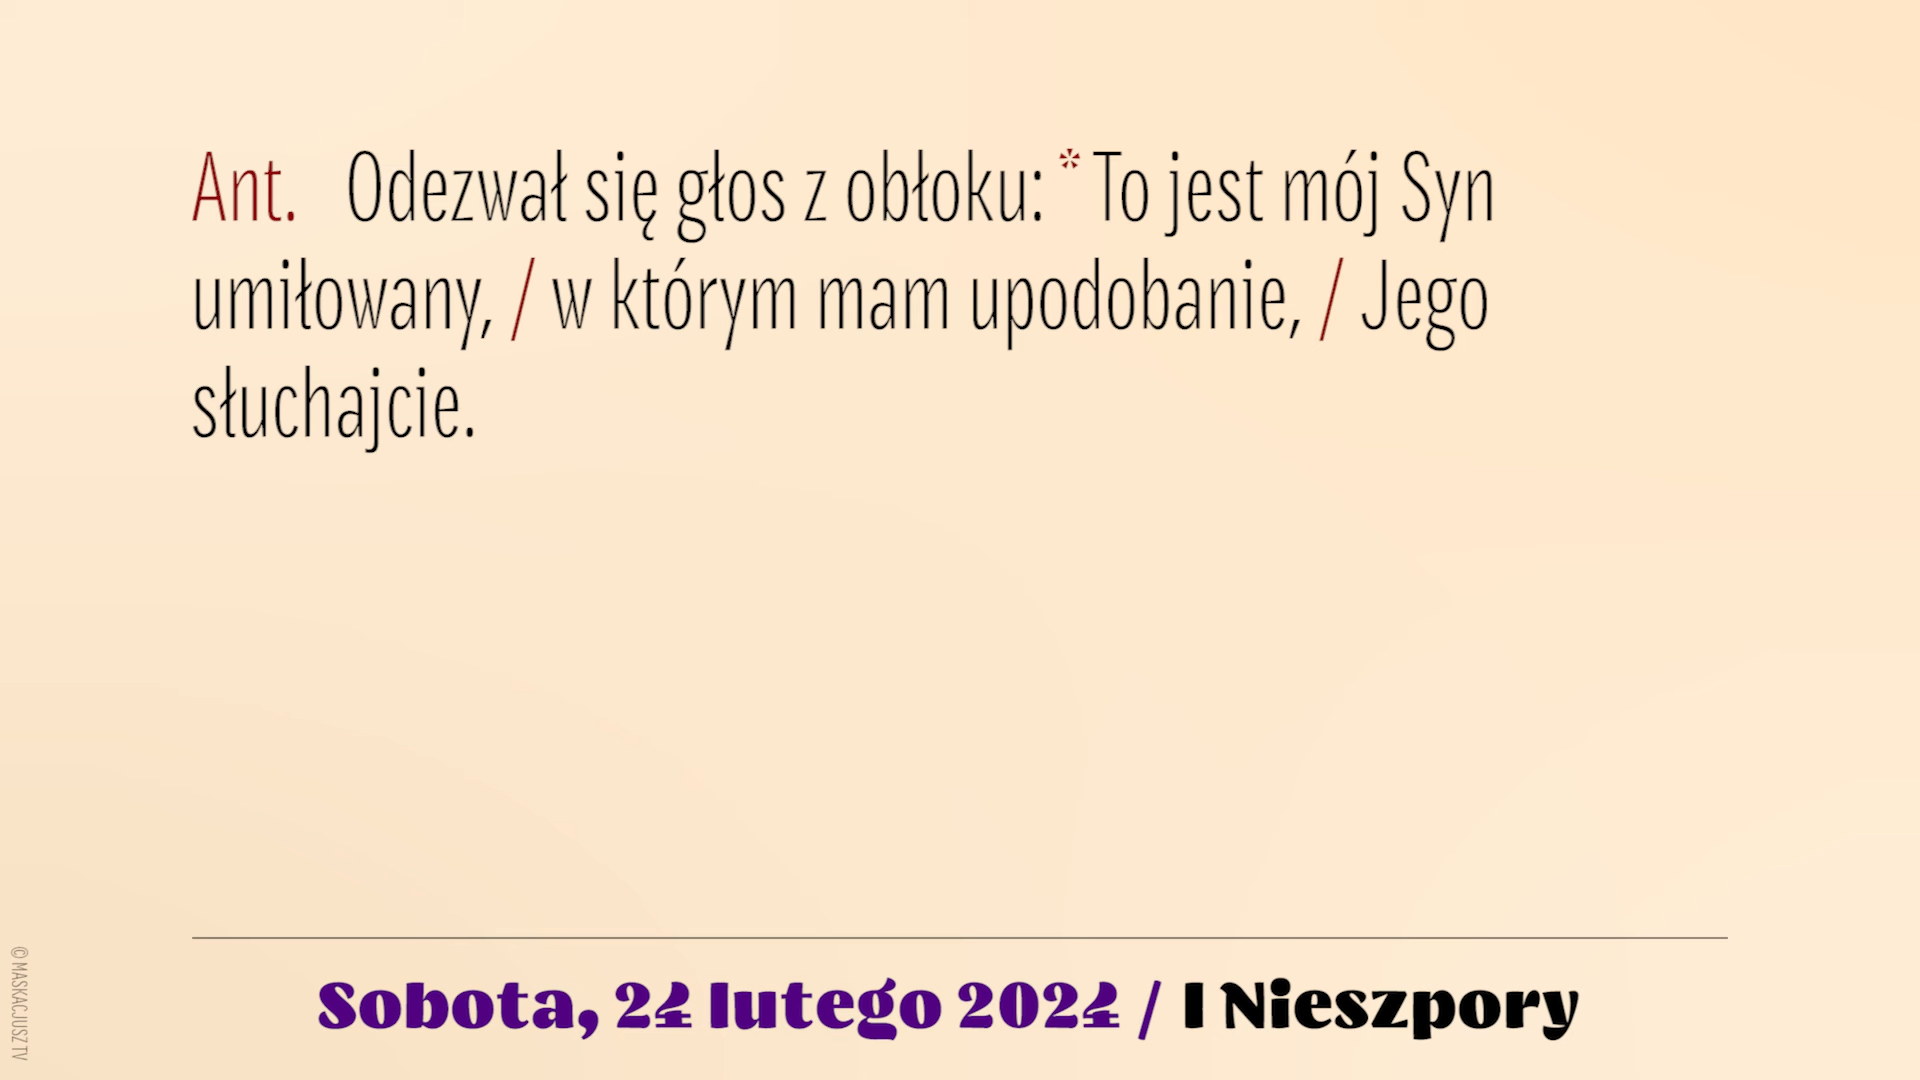 Ant. Odezwał się głos z obłoku: * To jest mój Syn
umiłowany, / w którym mam upodobanie, / Jego
słuchajcie.
Sobota, 24 lutego 2024 / I Nieszpory
© MASKACJUSZ TV